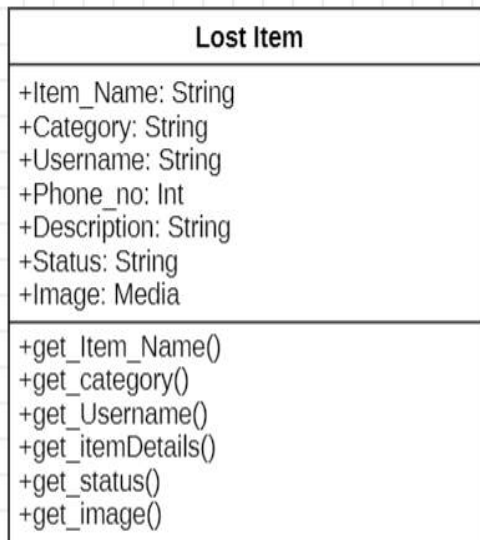 Lost Item
+Item_Name: String
+Category: String
+Username: String
+Phone_no: Int
+Description: String
+Status: String
+Image: Media
+get_Item_Name()
+get_category()
+get_Username()
+get_itemDetails()
+get_status()
+get_image()